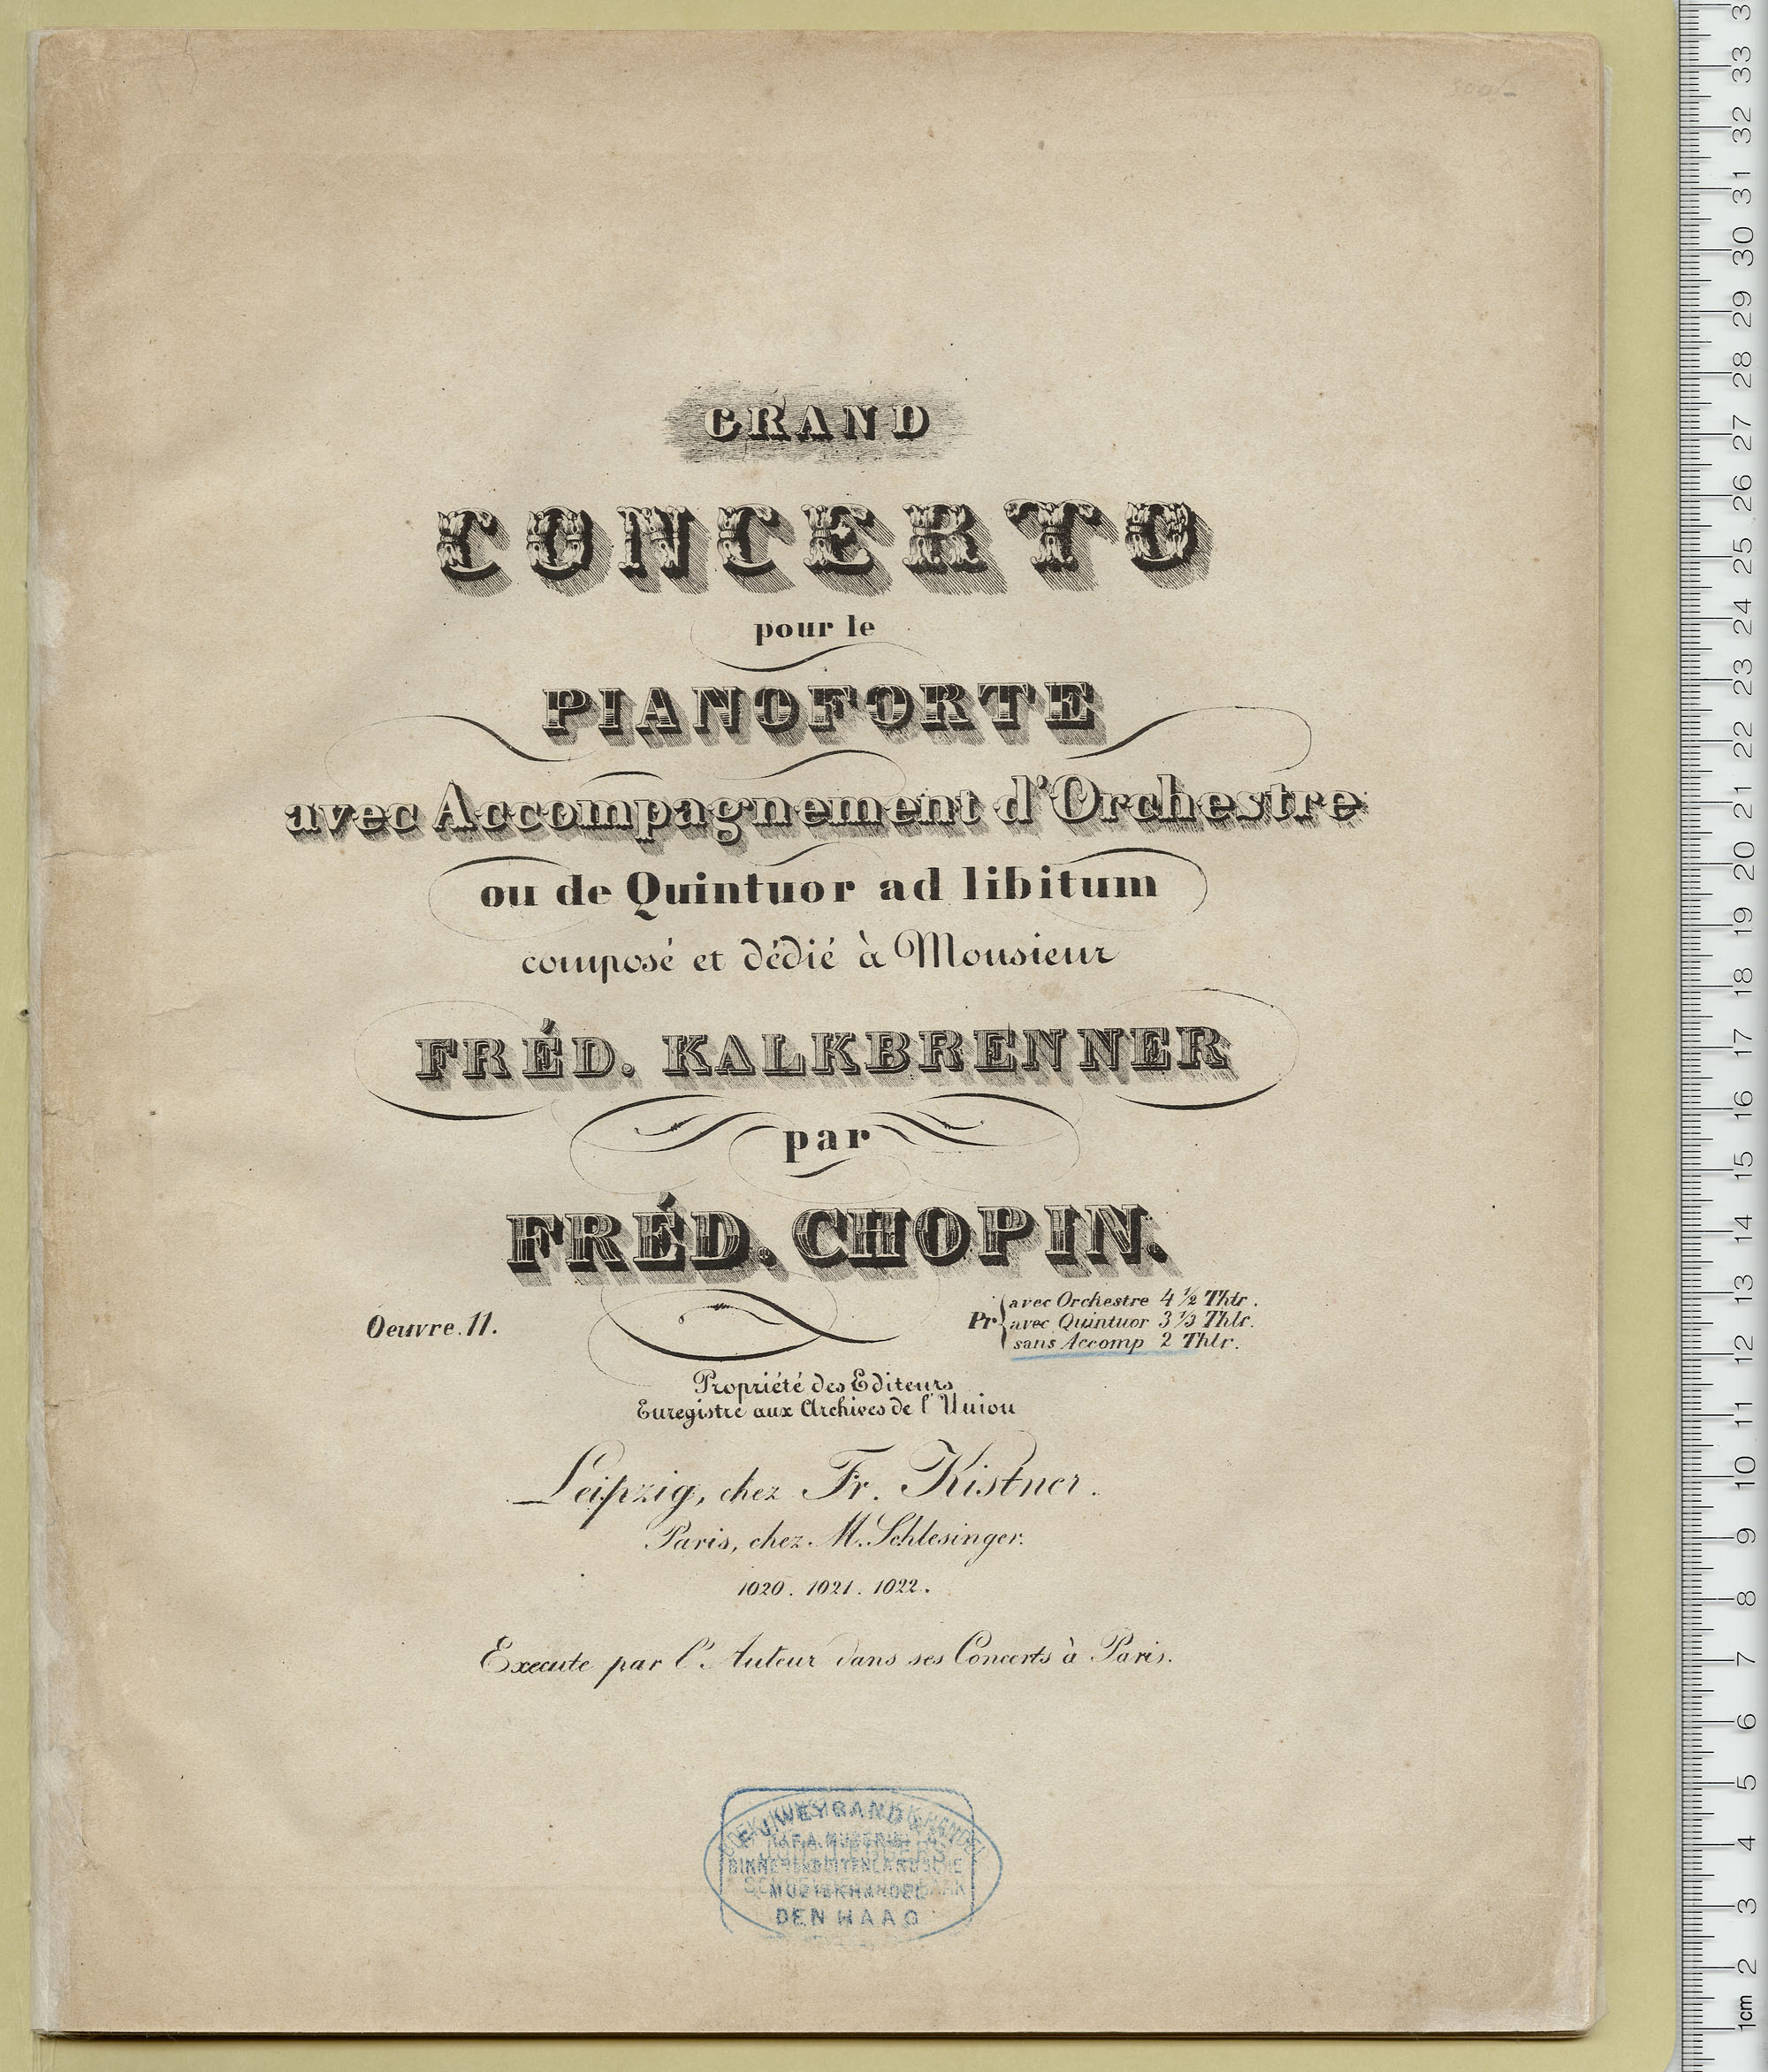 GRAND
CONCERTO
pour le
PIANOFORTE
avec Accompagnement d'Orchestre
ou de Quintuor ad libitum
composé et dédié à Monsieur
FRÉD. KALKBRENNER
par
FRÉD. CHOPIN.
Oeuvre. 11.
Pr avec Orchestre 4 1/2 Thlr.
avec Quintuor 3 1/3 Thlr.
sans Accomp 2 Thlr.
Propriété des Editeurs
Enregistré aux Archives de l'Union
Leipzig, chez Fr. Kistner.
Paris, chez M. Schlesinger.
1020. 1021. 1022.
Execute par l'Auteur dans ses Concerts à Paris.
WEYGAND
MUZIEKHANDEL
DEN HAAG
33
32
31
30
29
28
27
26
25
24
23
22
21
20
19
18
17
16
15
14
13
12
11
10
9
8
7
6
5
4
3
2
1cm